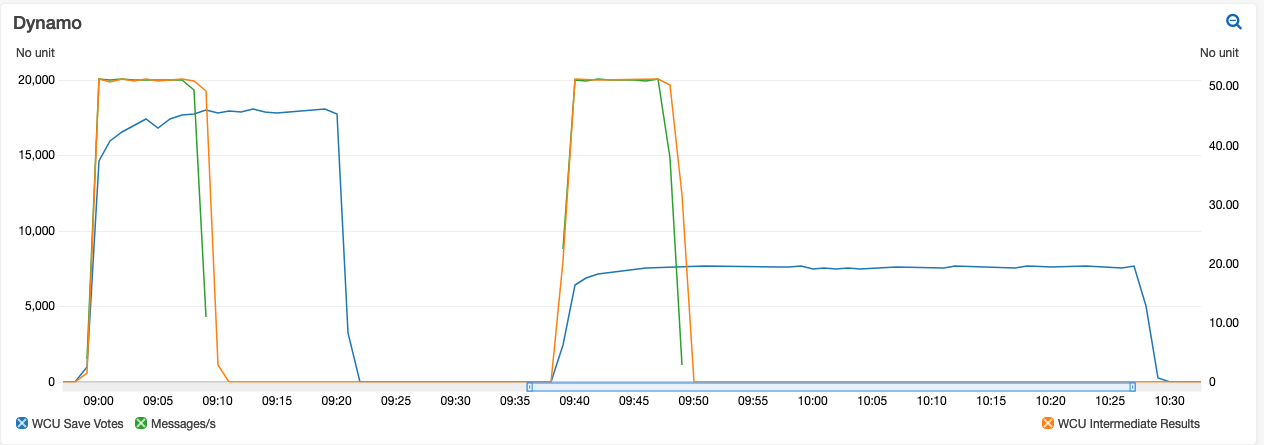 Dynamo
No unit No unit
20,000
15,000
10,000
5,000
0
50.00
40.00
30.00
20.00
10.00
0
09:00 09:05 09:10 09:15 09:20 09:25 09:30 09:35 09:40 09:45 09:50 09:55 10:00 10:05 10:10 10:15 10:20 10:25 10:30
WCU Save Votes Messages/s WCU Intermediate Results